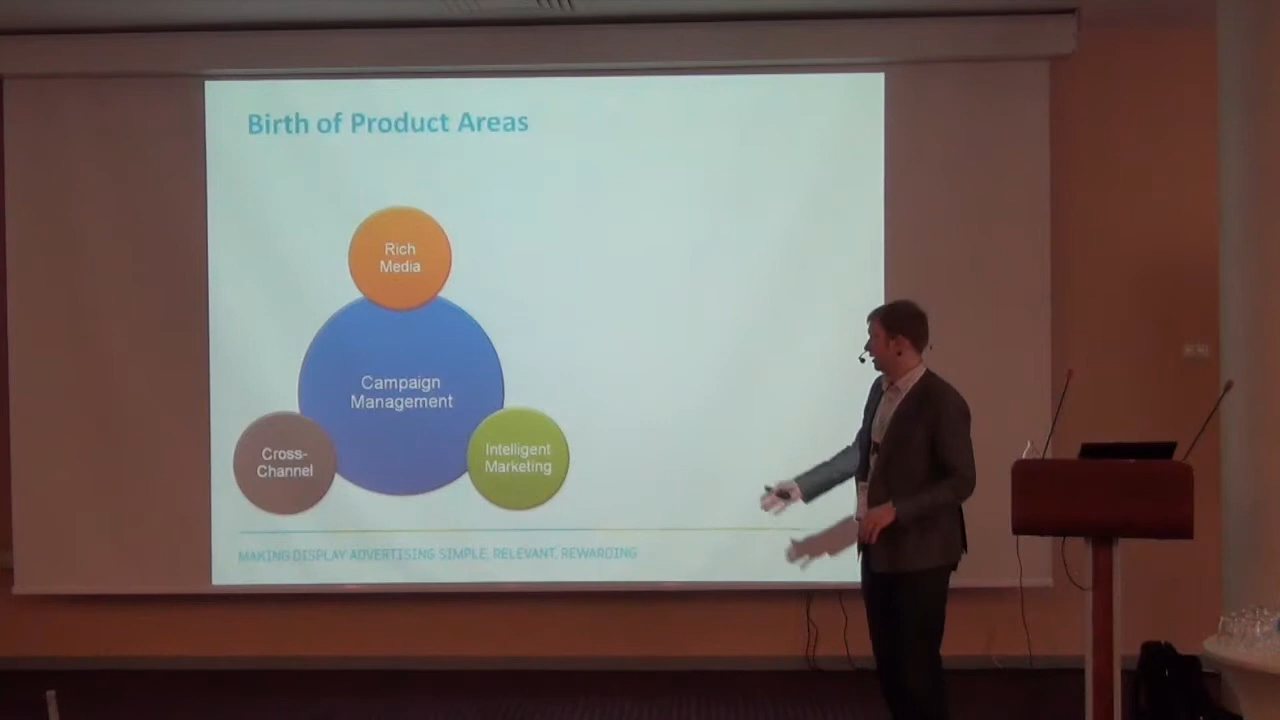 Birth of Product Areas
Rich
Media
Campaign
Management
Cross-
Channel
Intelligent
Marketing
MAKING DISPLAY ADVERTISING SIMPLE, RELEVANT, REWARDING